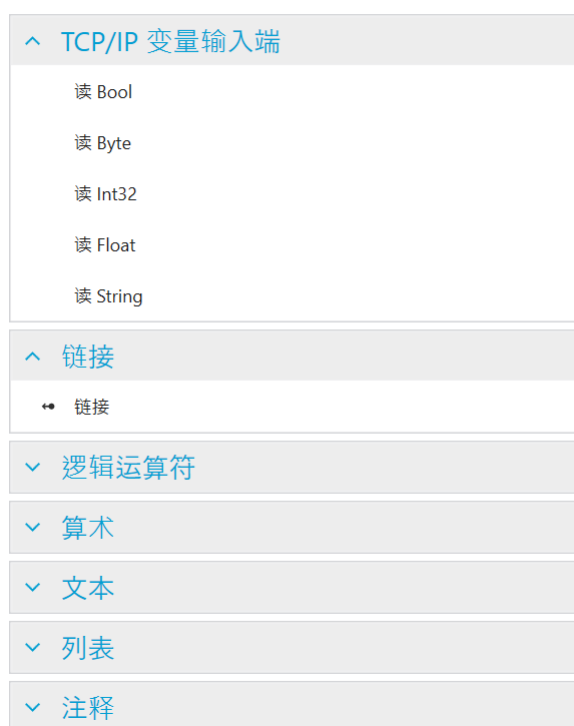 TCP/IP 变量输入端
读 Bool
读 Byte
读 Int32
读 Float
读 String
链接
链接
逻辑运算符
算术
文本
列表
注释